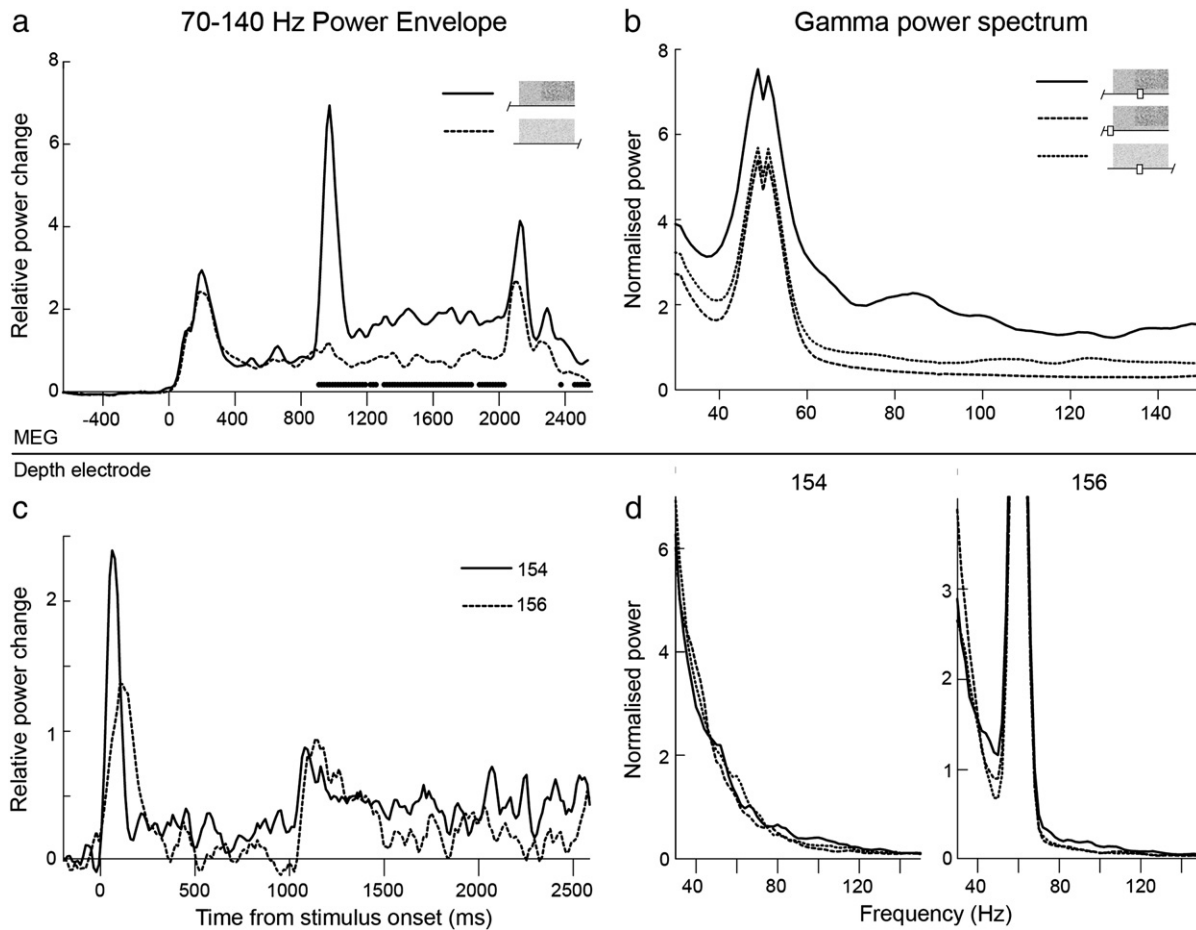 a 70-140 Hz Power Envelope
b Gamma power spectrum
Relative power change
8
6
4
2
0
-400 0 400 800 1200 1600 2000 2400
Normalised power
8
6
4
2
0
40 60 80 100 120 140
MEG
Depth electrode
c
Relative power change
2
1
0
154
156
0 500 1000 1500 2000 2500
Time from stimulus onset (ms)
d 154 156
Normalised power
6
4
2
0
40 80 120
3
2
1
0
40 80 120
Frequency (Hz)